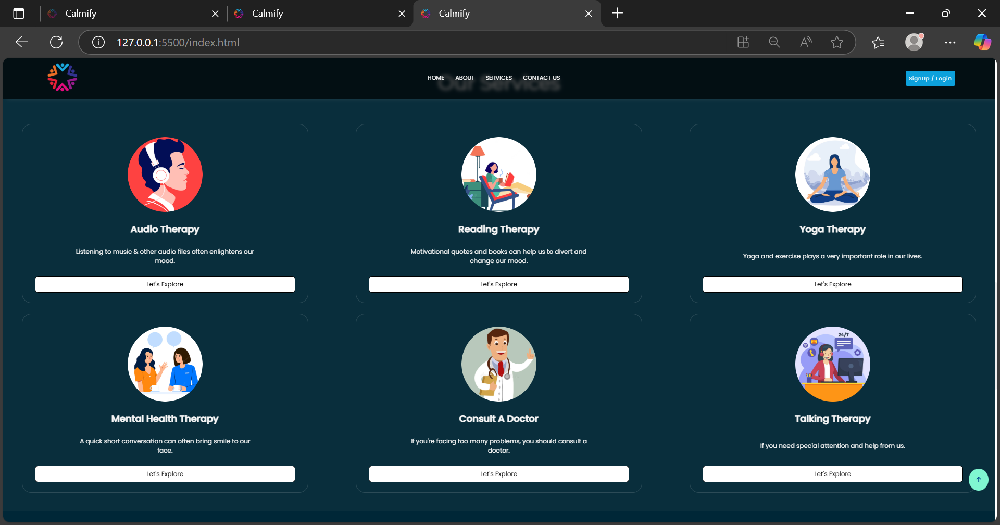 Calmify
Calmify
Calmify
127.0.0.1:5500/index.html
HOME ABOUT SERVICES CONTACT US
SignUp / Login
Our Services
Audio Therapy
Listening to music & other audio files often enlightens our
mood.
Let's Explore
Reading Therapy
Motivational quotes and books can help us to divert and
change our mood.
Let's Explore
Yoga Therapy
Yoga and exercise plays a very important role in our lives.
Let's Explore
Mental Health Therapy
A quick short conversation can often bring smile to our
face.
Let's Explore
Consult A Doctor
If you're facing too many problems, you should consult a
doctor.
Let's Explore
24/7
Talking Therapy
If you need special attention and help from us.
Let's Explore